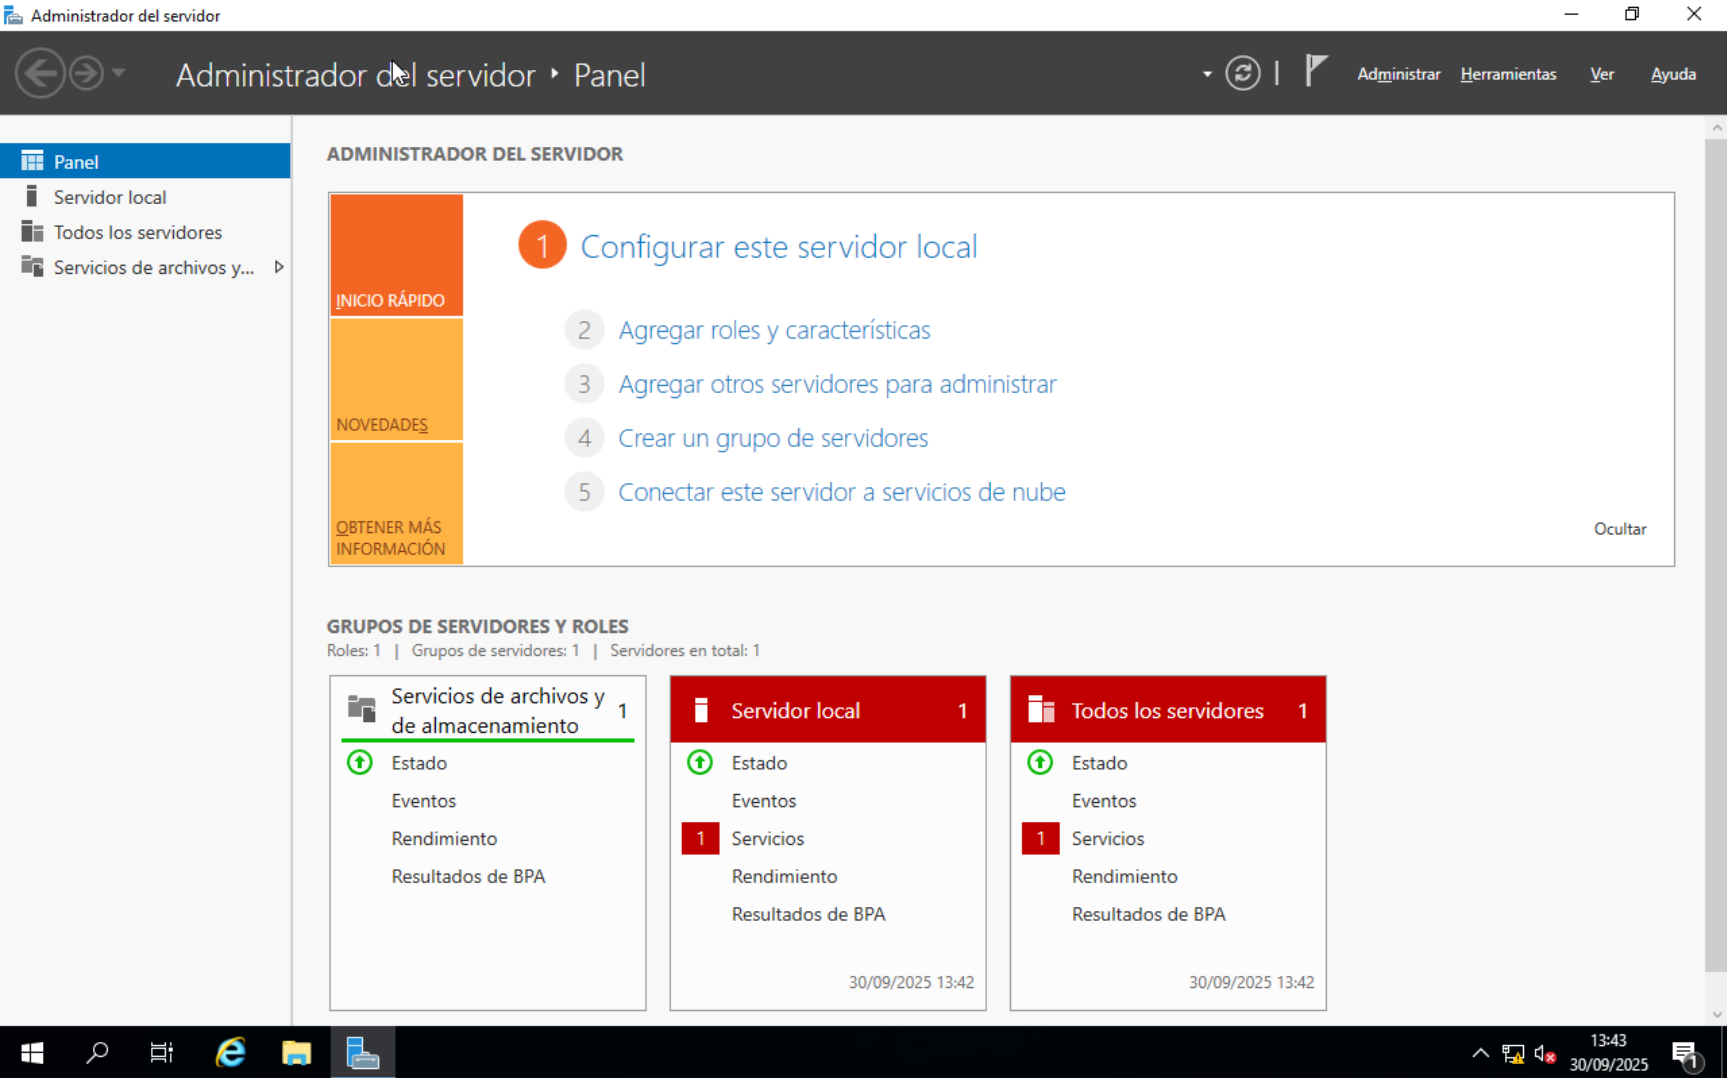 Administrador del servidor
Administrador del servidor ‣ Panel
Administrar Herramientas Ver Ayuda
Panel
Servidor local
Todos los servidores
Servicios de archivos y...
ADMINISTRADOR DEL SERVIDOR
INICIO RÁPIDO
NOVEDADES
OBTENER MÁS
INFORMACIÓN
1 Configurar este servidor local
2 Agregar roles y características
3 Agregar otros servidores para administrar
4 Crear un grupo de servidores
5 Conectar este servidor a servicios de nube
Ocultar
GRUPOS DE SERVIDORES Y ROLES
Roles: 1 | Grupos de servidores: 1 | Servidores en total: 1
Servicios de archivos y
de almacenamiento 1
Estado
Eventos
Rendimiento
Resultados de BPA
Servidor local 1
Estado
Eventos
1 Servicios
Rendimiento
Resultados de BPA
30/09/2025 13:42
Todos los servidores 1
Estado
Eventos
1 Servicios
Rendimiento
Resultados de BPA
30/09/2025 13:42
13:43
30/09/2025
1